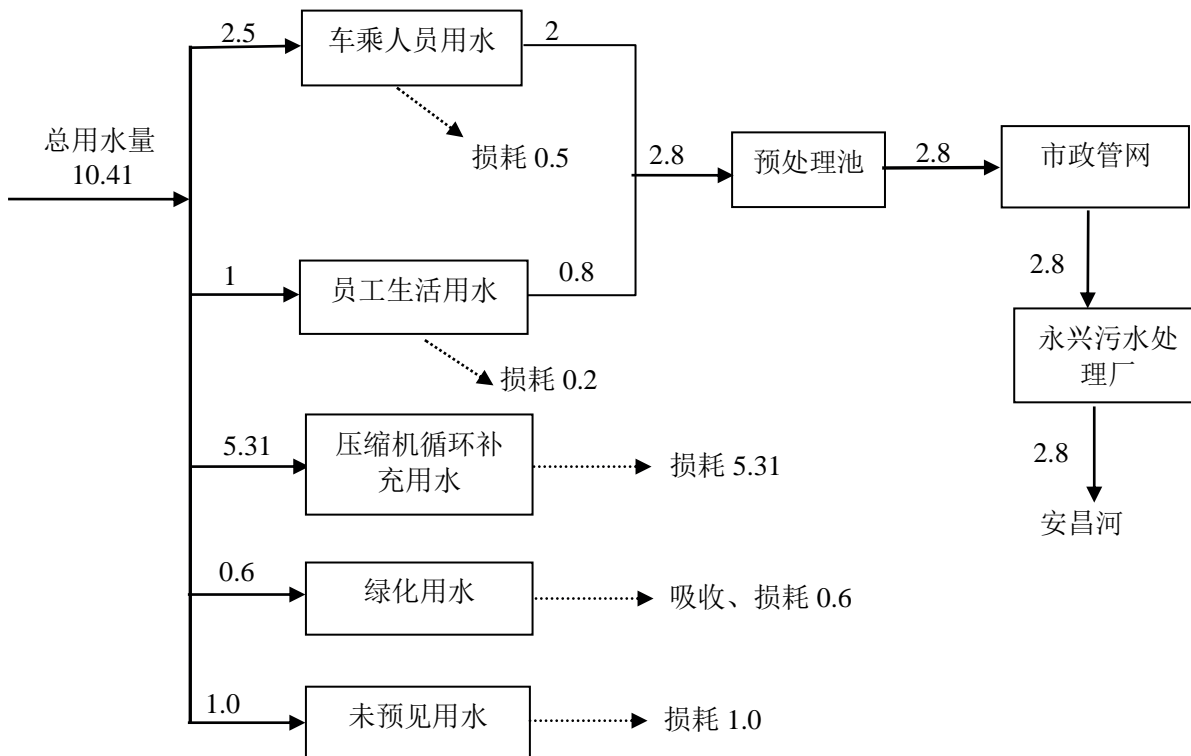 2.5
车乘人员用水
2
损耗 0.5
总用水量
10.41
2.8
预处理池
2.8
市政管网
2.8
1
员工生活用水
0.8
损耗 0.2
永兴污水处
理厂
2.8
安昌河
5.31
压缩机循环补
充用水
损耗 5.31
0.6
绿化用水
吸收、损耗 0.6
1.0
未预见用水
损耗 1.0